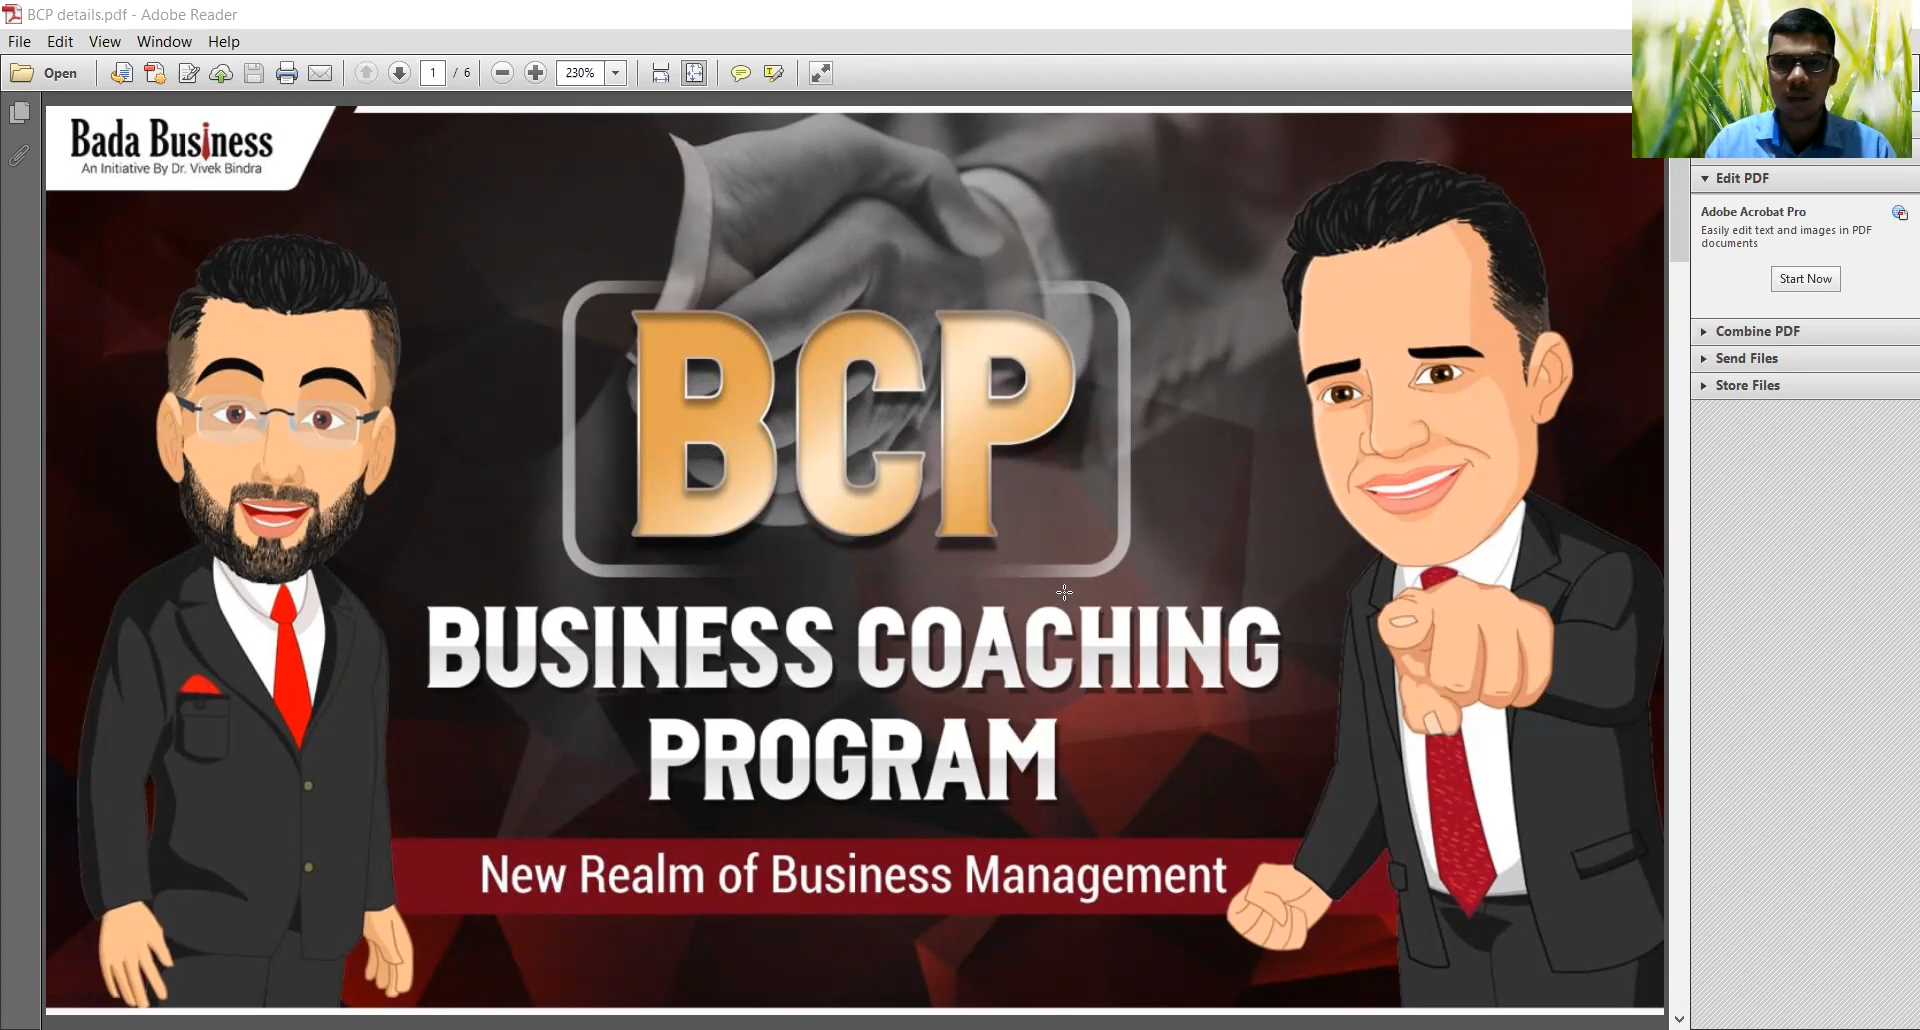 BCP details.pdf - Adobe Reader
File Edit View Window Help
Open 1 / 6 230%
Bada Business
An Initiative By Dr. Vivek Bindra
BCP
BUSINESS COACHING
PROGRAM
New Realm of Business Management
Edit PDF
Adobe Acrobat Pro
Easily edit text and images in PDF
documents
Start Now
Combine PDF
Send Files
Store Files